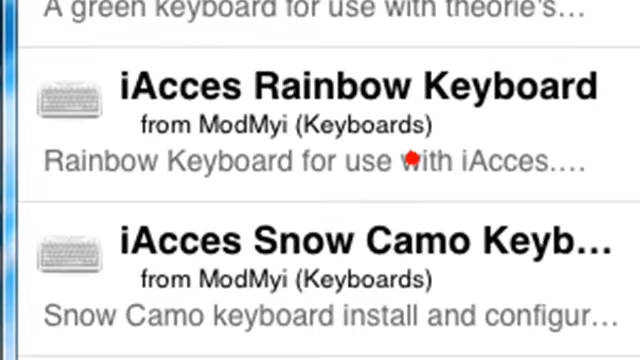 A green keyboard for use with theorie's...
iAcces Rainbow Keyboard
from ModMyi (Keyboards)
Rainbow Keyboard for use with iAcces....
iAcces Snow Camo Keyb...
from ModMyi (Keyboards)
Snow Camo keyboard install and configur...